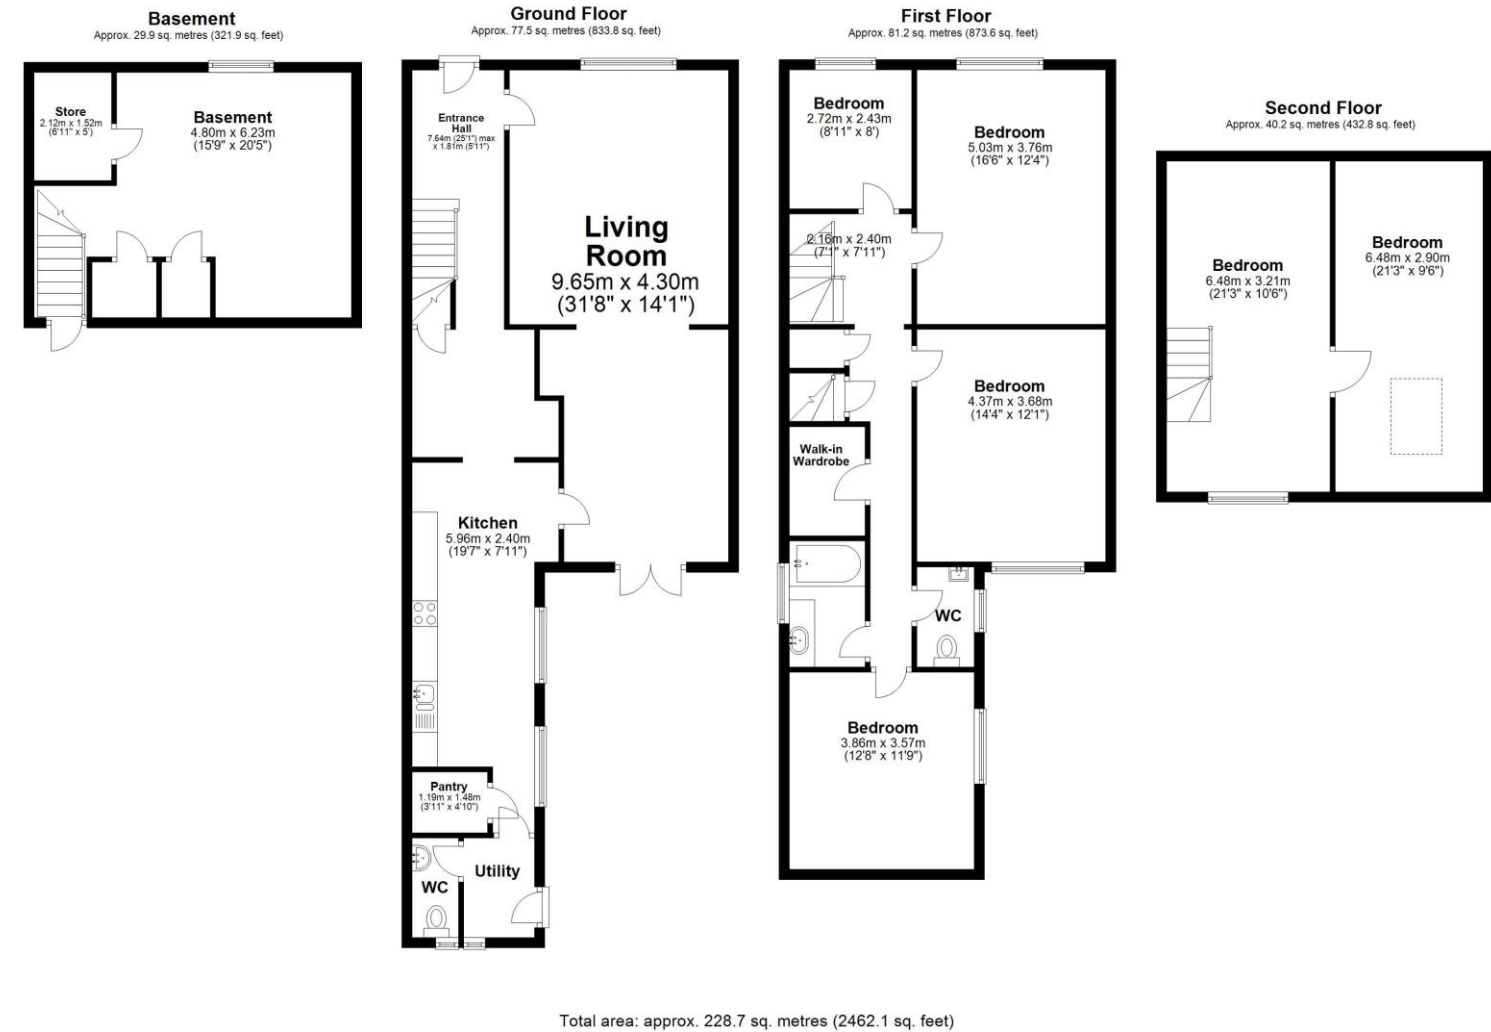 Basement
Approx. 29.9 sq. metres (321.9 sq. feet)
Store
2.12m x 1.52m
(6'11" x 5')
Basement
4.80m x 6.23m
(15'9" x 20'5")
Ground Floor
Approx. 77.5 sq. metres (833.8 sq. feet)
Entrance
Hall
7.64m (25'1") max
x 1.81m (5'11")
Living
Room
9.65m x 4.30m
(31'8" x 14'1")
Kitchen
5.96m x 2.40m
(19'7" x 7'11")
Pantry
1.19m x 1.48m
(3'11" x 4'10")
Utility
WC
First Floor
Approx. 81.2 sq. metres (873.6 sq. feet)
Bedroom
2.72m x 2.43m
(8'11" x 8')
Bedroom
5.03m x 3.76m
(16'6" x 12'4")
2.16m x 2.40m
(7'1" x 7'11")
Bedroom
4.37m x 3.68m
(14'4" x 12'1")
Walk-in
Wardrobe
WC
Bedroom
3.86m x 3.57m
(12'8" x 11'9")
Second Floor
Approx. 40.2 sq. metres (432.8 sq. feet)
Bedroom
6.48m x 3.21m
(21'3" x 10'6")
Bedroom
6.48m x 2.90m
(21'3" x 9'6")
Total area: approx. 228.7 sq. metres (2462.1 sq. feet)